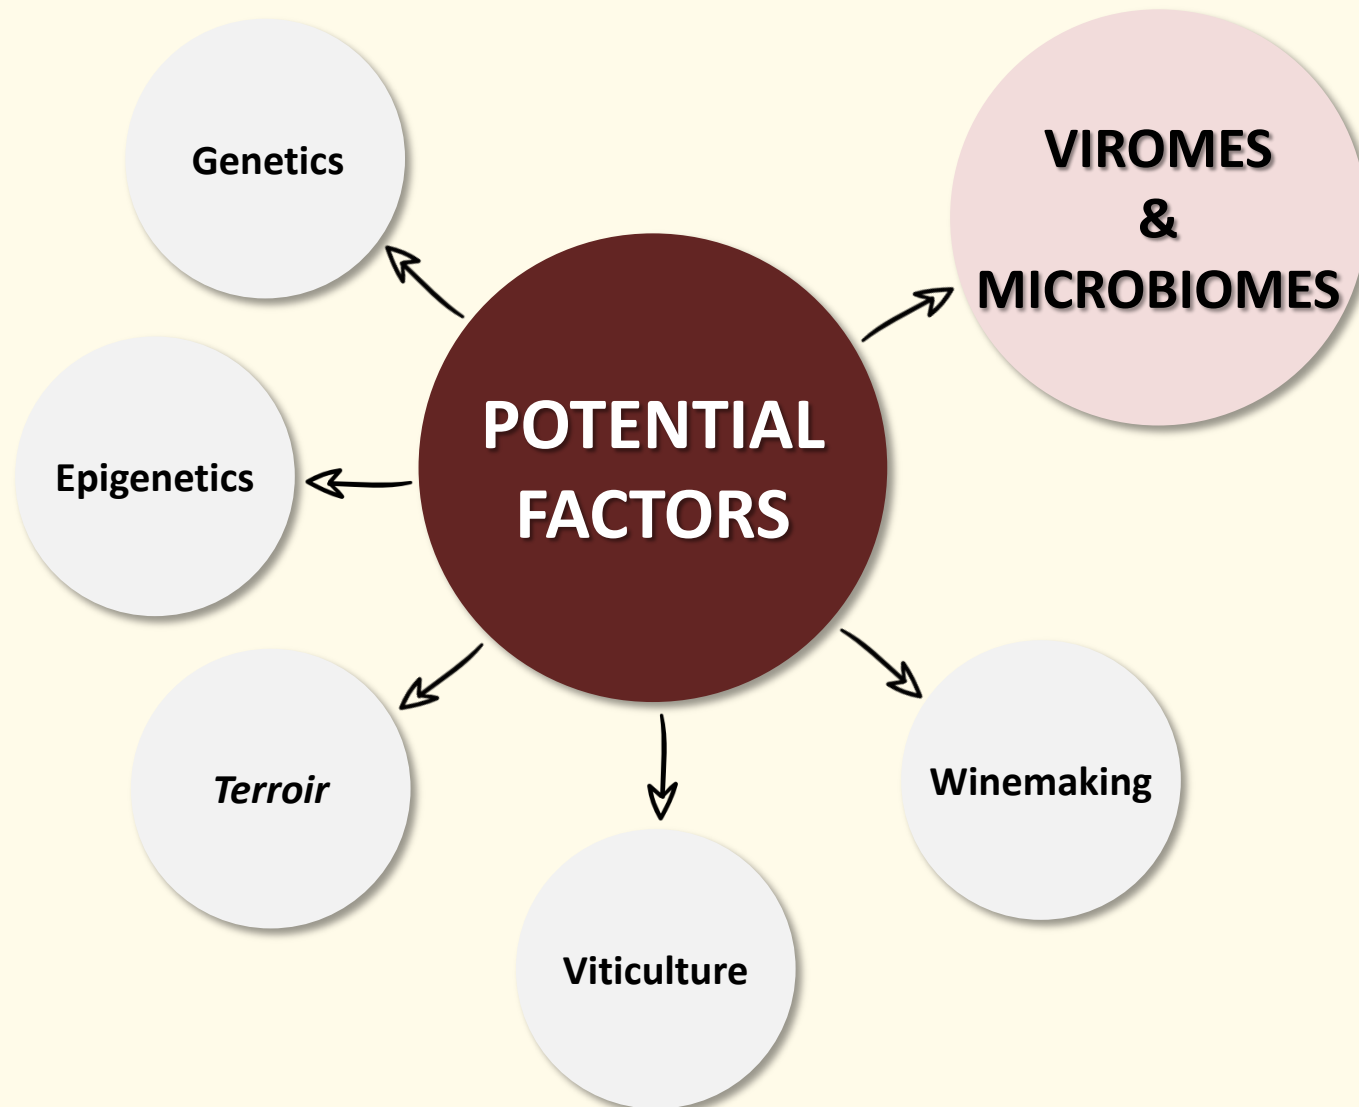 Genetics
VIROMES
&
MICROBIOMES
POTENTIAL
FACTORS
Epigenetics
Terroir
Winemaking
Viticulture